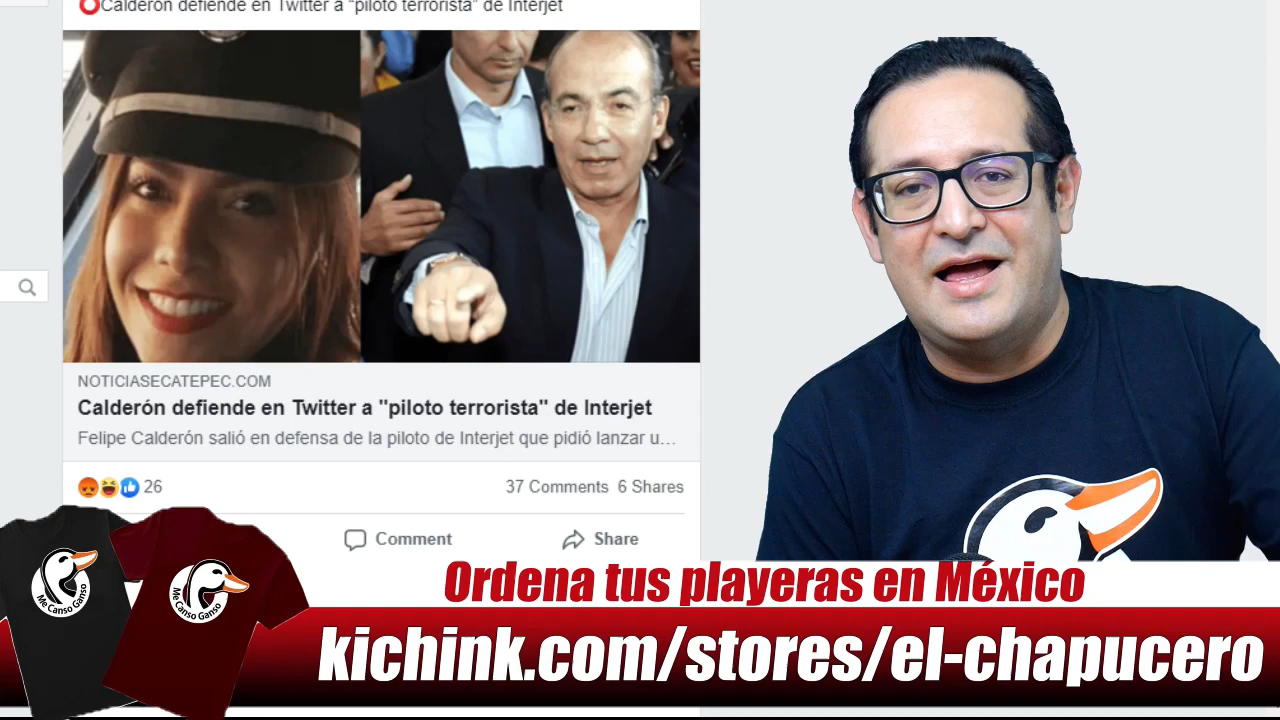 Calderón defiende en Twitter a "piloto terrorista" de Interjet
NOTICIASECATEPEC.COM
Calderón defiende en Twitter a "piloto terrorista" de Interjet
Felipe Calderón salió en defensa de la piloto de Interjet que pidió lanzar u...
26
37 Comments 6 Shares
Comment
Share
Me Canso Ganso
Me Canso Ganso
Ordena tus playeras en México
kichink.com/stores/el-chapucero